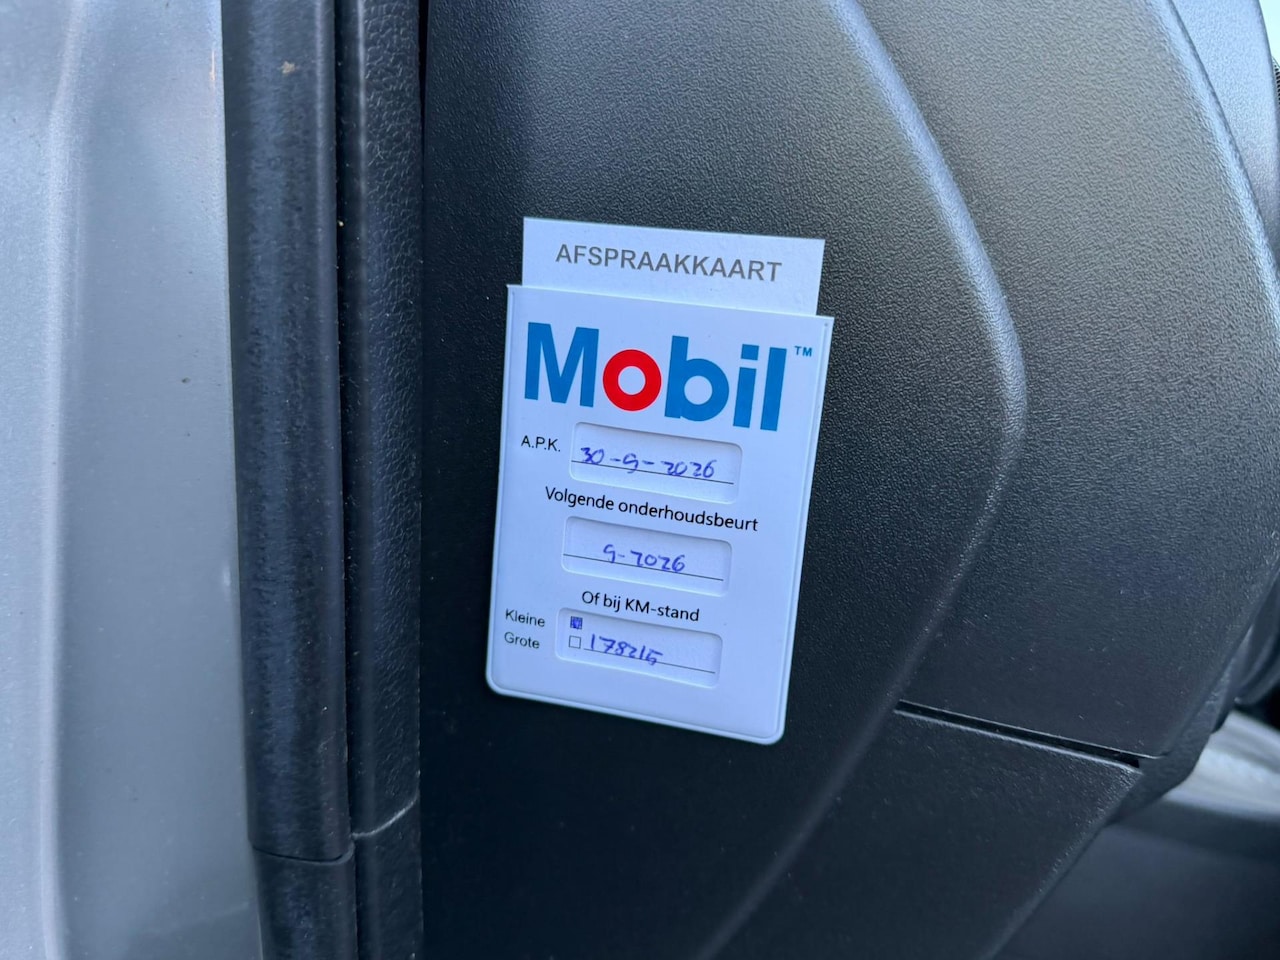 AFSPRAAKKAART
Mobil™
A.P.K. 30-9-2026
Volgende onderhoudsbeurt
9-2026
Of bij KM-stand
Kleine
Grote 178215